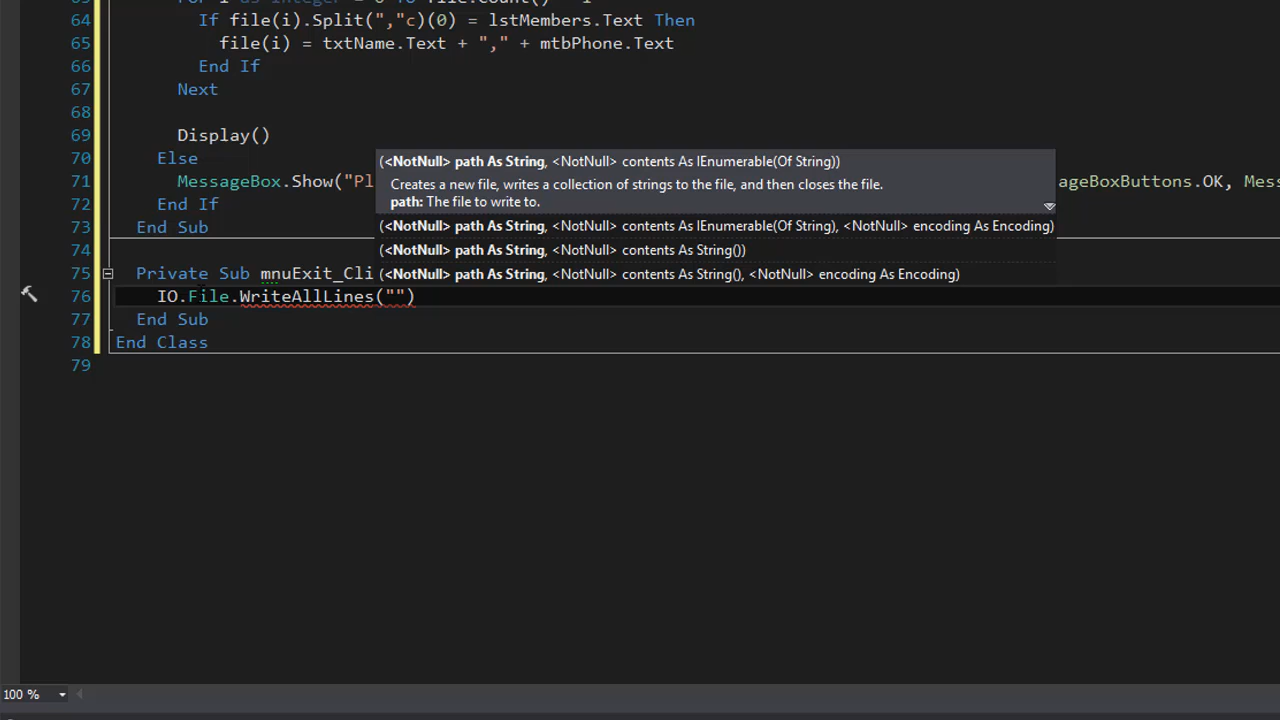 64 If file(i).Split(","c)(0) = lstMembers.Text Then
65 file(i) = txtName.Text + "," + mtbPhone.Text
66 End If
67 Next
68
69 Display()
70 Else
71 MessageBox.Show("Pl ageBoxButtons.OK, Mess
72 End If
73 End Sub
74
75 Private Sub mnuExit_Cli
76 IO.File.WriteAllLines("")
77 End Sub
78 End Class
79
(<NotNull> path As String, <NotNull> contents As IEnumerable(Of String))
Creates a new file, writes a collection of strings to the file, and then closes the file.
path: The file to write to.
(<NotNull> path As String, <NotNull> contents As IEnumerable(Of String), <NotNull> encoding As Encoding)
(<NotNull> path As String, <NotNull> contents As String())
(<NotNull> path As String, <NotNull> contents As String(), <NotNull> encoding As Encoding)
100 %